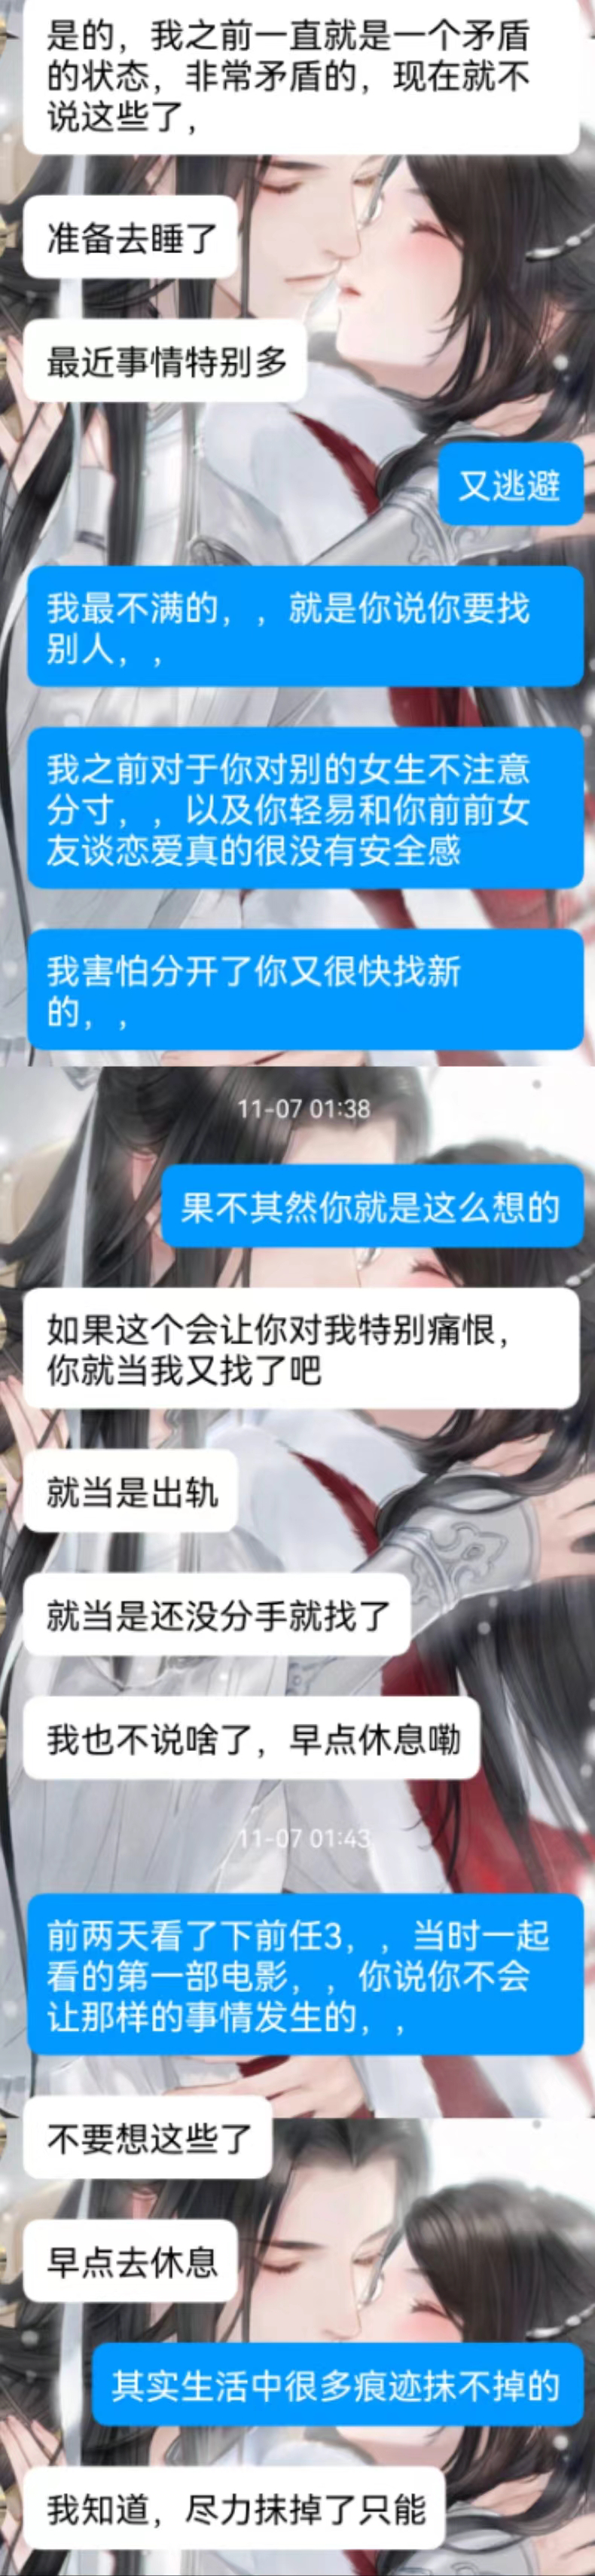 是的，我之前一直就是一个矛盾
的状态，非常矛盾的，现在就不
说这些了，
准备去睡了
最近事情特别多
又逃避
我最不满的，，就是你说你要找
别人，，
我之前对于你对别的女生不注意
分寸，，以及你轻易和你前前女
友谈恋爱真的很没有安全感
我害怕分开了你又很快找新
的，，
11-07 01:38
果不其然你就是这么想的
如果这个会让你对我特别痛恨，
你就当我又找了吧
就当是出轨
就当是还没分手就找了
我也不说啥了，早点休息嘞
11-07 01:43
前两天看了下前任3，，当时一起
看的第一部电影，，你说你不会
让那样的事情发生的，，
不要想这些了
早点去休息
其实生活中很多痕迹抹不掉的
我知道，尽力抹掉了只能